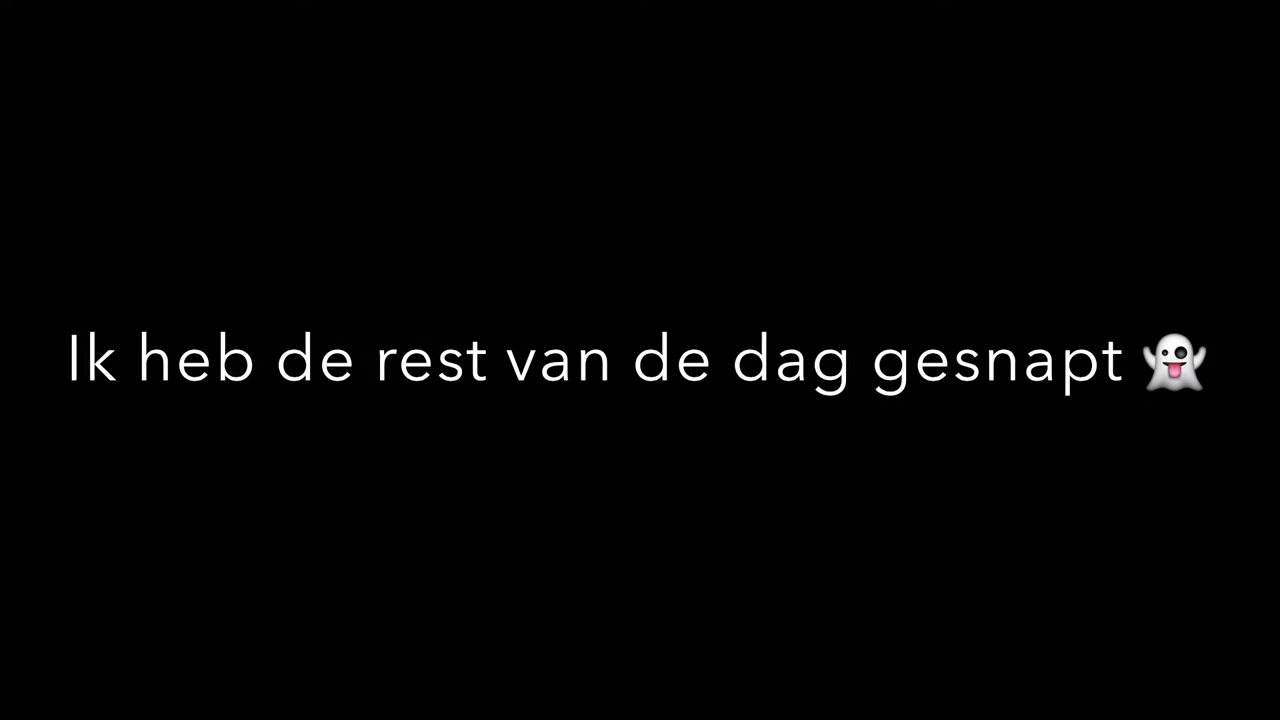 Ik heb de rest van de dag gesnapt 👻